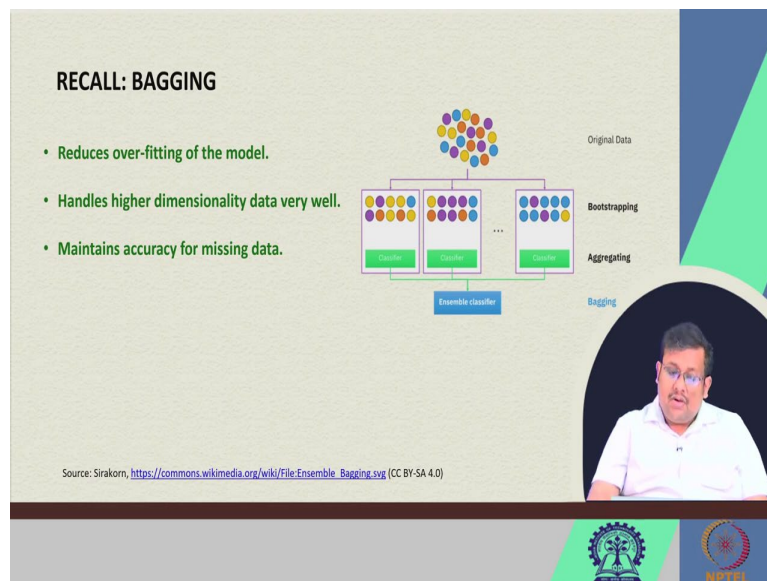 RECALL: BAGGING
• Reduces over-fitting of the model.
• Handles higher dimensionality data very well.
• Maintains accuracy for missing data.
Original Data
Bootstrapping
...
Classifier Classifier Classifier
Aggregating
Ensemble classifier
Bagging
Source: Sirakorn, https://commons.wikimedia.org/wiki/File:Ensemble_Bagging.svg (CC BY-SA 4.0)
NPTEL